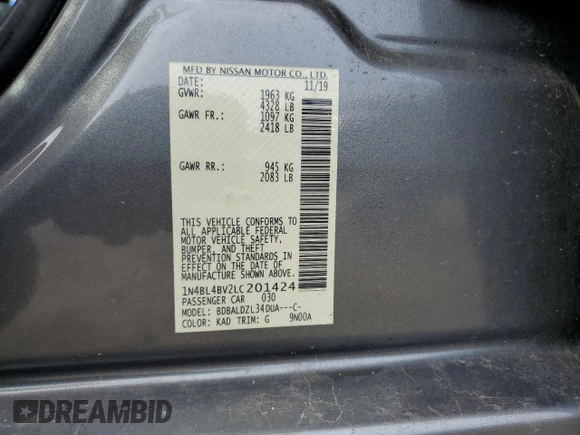 MFD BY NISSAN MOTOR CO., LTD.
DATE: 11/19
GVWR: 1963 KG
4328 LB
GAWR FR.: 1097 KG
2418 LB
GAWR RR.: 945 KG
2083 LB
THIS VEHICLE CONFORMS TO
ALL APPLICABLE FEDERAL
MOTOR VEHICLE SAFETY,
BUMPER, AND THEFT
PREVENTION STANDARDS IN
EFFECT ON THE DATE OF
MANUFACTURE SHOWN ABOVE.
1N4BL4BV2LC201424
PASSENGER CAR 030
MODEL: BDBALDZL34DUA---C-
COLOR: KAD TRIM: G 9N00A
DREAMBID